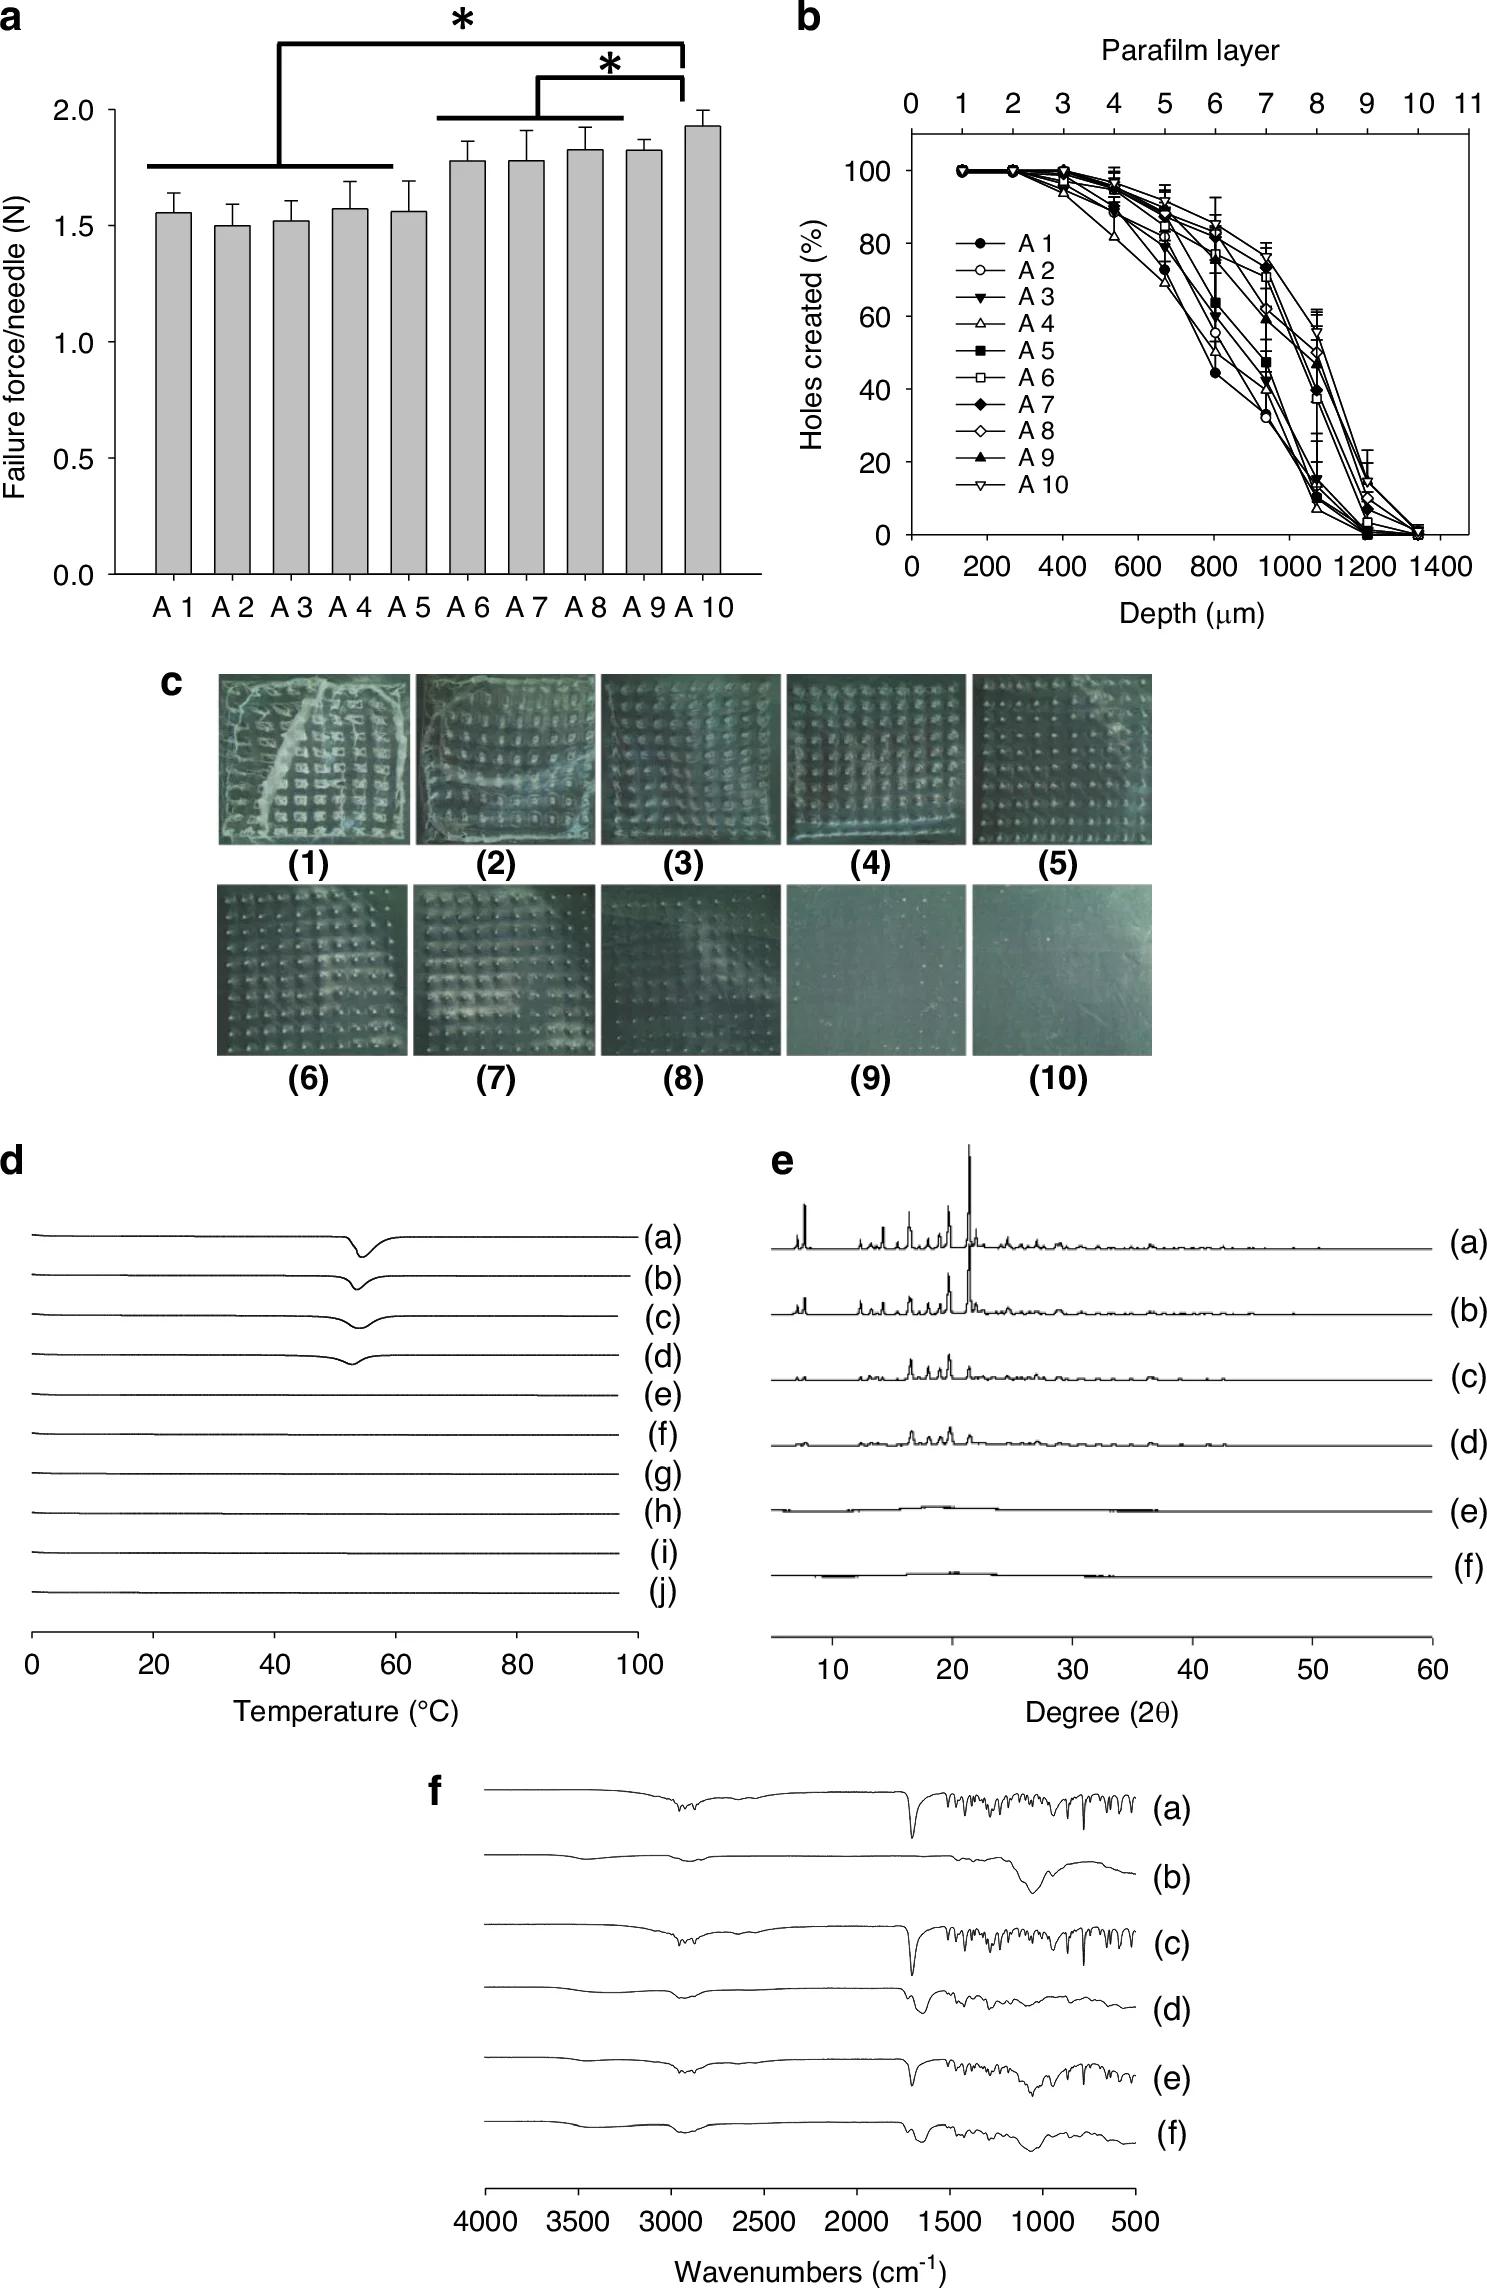 a
*
*
2.0
1.5
1.0
0.5
0.0
Failure force/needle (N)
A 1 A 2 A 3 A 4 A 5 A 6 A 7 A 8 A 9 A 10
b
Parafilm layer
0 1 2 3 4 5 6 7 8 9 10 11
100
80
60
40
20
0
Holes created (%)
A 1
A 2
A 3
A 4
A 5
A 6
A 7
A 8
A 9
A 10
0 200 400 600 800 1000 1200 1400
Depth (μm)
c
(1) (2) (3) (4) (5)
(6) (7) (8) (9) (10)
d
(a)
(b)
(c)
(d)
(e)
(f)
(g)
(h)
(i)
(j)
0 20 40 60 80 100
Temperature (°C)
e
(a)
(b)
(c)
(d)
(e)
(f)
10 20 30 40 50 60
Degree (2θ)
f
(a)
(b)
(c)
(d)
(e)
(f)
4000 3500 3000 2500 2000 1500 1000 500
Wavenumbers (cm⁻¹)